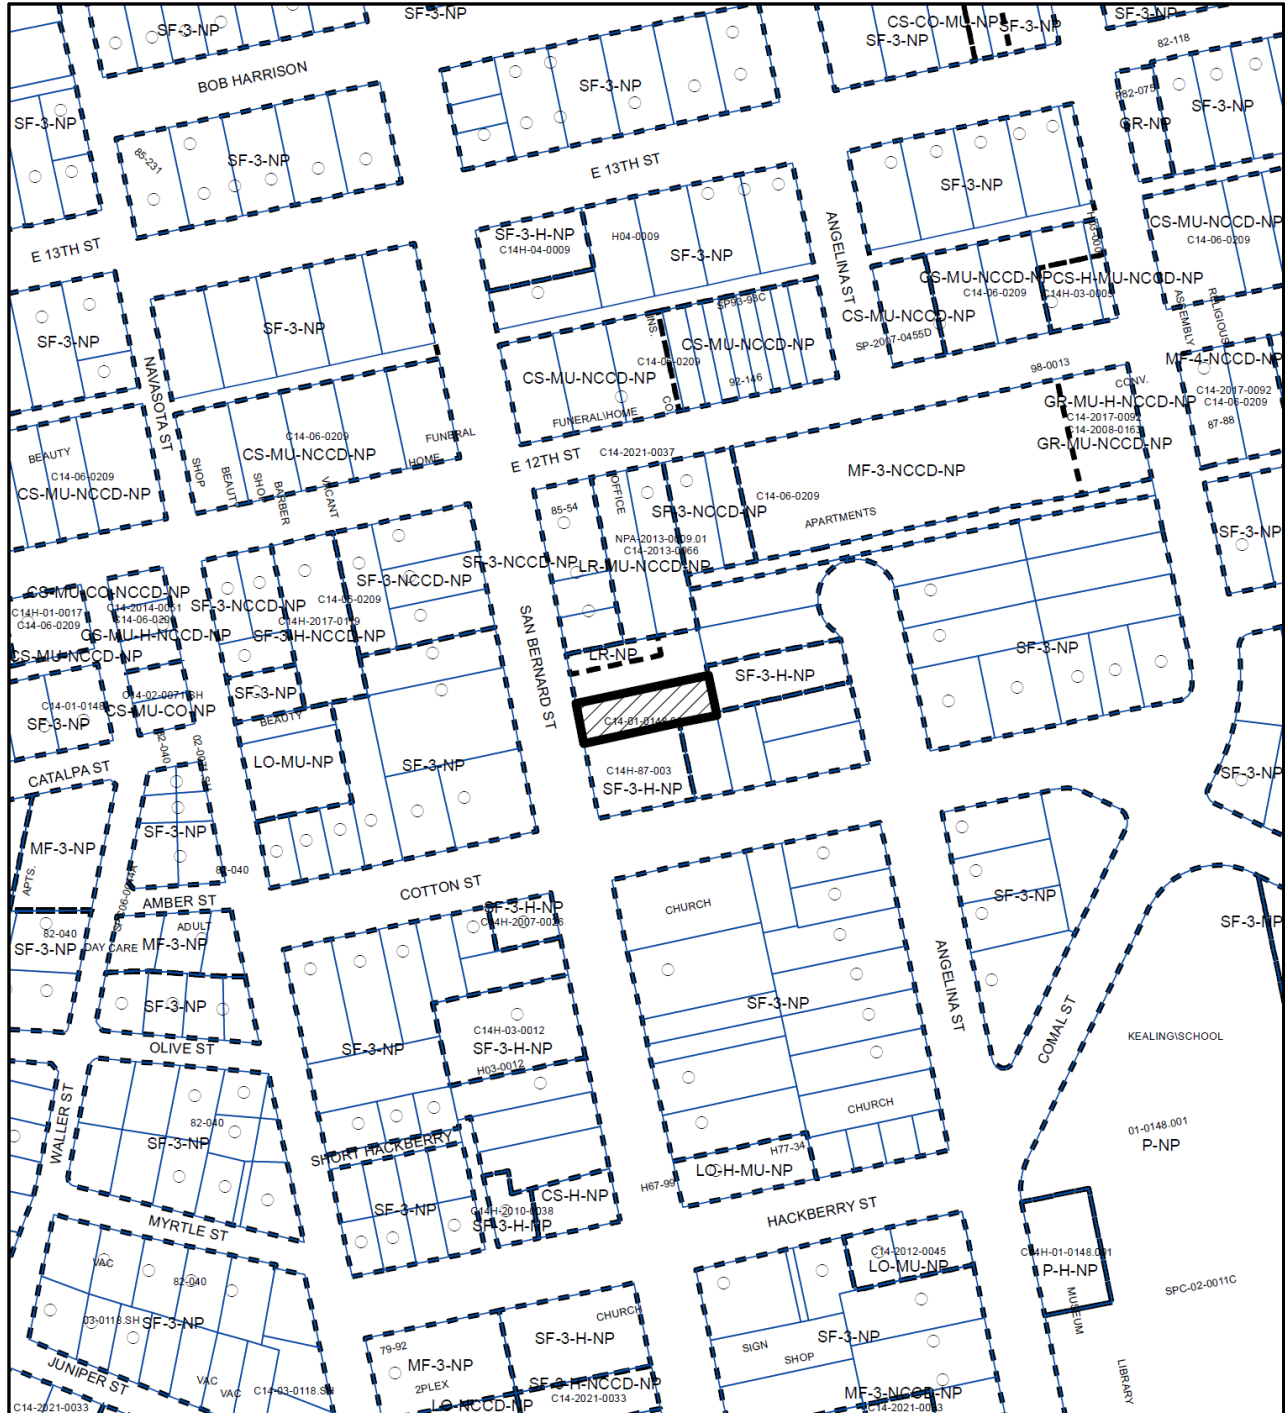 SF-3-NP
SF-3-NP
CS-CO-MU-NP
SF-3-NP
SF-3-NP
SF-3-NP
82-118
BOB HARRISON
SF-3-NP
P82-075
SF-3-NP
GR-NP
SF-3-NP
85-231
SF-3-NP
E 13TH ST
SF-3-NP
E 13TH ST
SF-3-H-NP
C14H-04-0009
H04-0009
SF-3-NP
ANGELINA ST
CS-MU-NCCD-NP
C14-06-0209
CS-MU-NCCD-NP
C14-06-0209
CS-H-MU-NCCD-NP
C14H-03-0005
SP93-93C
CS-MU-NCCD-NP
SP-2007-0455D
ASSEMBLY
RELIGIOUS
SF-3-NP
SF-3-NP
INS.
CS-MU-NCCD-NP
C14-06-0209
92-146
CO.
CS-MU-NCCD-NP
98-0013
MF-4-NCCD-NP
C14-2017-0092
C14-06-0209
87-88
CONV.
GR-MU-H-NCCD-NP
C14-2017-0092
C14-2008-0163
GR-MU-NCCD-NP
NAVASOTA ST
FUNERAL\HOME
C14-06-0209
CS-MU-NCCD-NP
FUNERAL
HOME
E 12TH ST
C14-2021-0037
MF-3-NCCD-NP
BEAUTY
C14-06-0209
CS-MU-NCCD-NP
SHOP
BEAUTY
SHOP
BARBER
VACANT
OFFICE
85-54
SF-3-NCCD-NP
C14-06-0209
APARTMENTS
SF-3-NP
NPA-2013-0009.01
C14-2013-0066
LR-MU-NCCD-NP
SF-3-NCCD-NP
SF-3-NCCD-NP
C14-06-0209
CS-MU-CO-NCCD-NP
C14H-01-0017
C14-06-0209
C14-2014-0051
C14-06-0209
SF-3-NCCD-NP
C14H-2017-0109
CS-MU-H-NCCD-NP
SF-3-H-NCCD-NP
CS-MU-NCCD-NP
SAN BERNARD ST
LR-NP
SF-3-H-NP
SF-3-NP
SF-3-NP
C14-02-0071.SH
CS-MU-CO-NP
C14-01-0148
SF-3-NP
BEAUTY
82-040
02-0071.SH
LO-MU-NP
SF-3-NP
C14H-87-003
SF-3-H-NP
CATALPA ST
SF-3-NP
MF-3-NP
APTS.
SF-3-NP
82-040
AMBER ST
COTTON ST
SF-3-H-NP
C14H-2007-0026
CHURCH
SF-3-NP
SF-3-NP
82-040
SF-3-NP
DAY CARE
ADULT
MF-3-NP
ANGELINA ST
SF-3-NP
SF-3-NP
OLIVE ST
SF-3-NP
C14H-03-0012
SF-3-H-NP
H03-0012
COMAL ST
KEALING\SCHOOL
WALLER ST
82-040
SF-3-NP
SHORT HACKBERRY
CHURCH
01-0148.001
P-NP
H77-34
LO-H-MU-NP
H67-99
SF-3-NP
CS-H-NP
C14H-2010-0038
SF-3-H-NP
HACKBERRY ST
MYRTLE ST
VAC
82-040
C14-2012-0045
LO-MU-NP
C14H-01-0148.001
P-H-NP
MUSEUM
SPC-02-0011C
03-0118.SH
SF-3-NP
79-92
MF-3-NP
2PLEX
CHURCH
SF-3-H-NP
SIGN
SHOP
SF-3-NP
JUNIPER ST
VAC
VAC
C14-03-0118.SH
C14-2021-0033
LO-NCCD-NP
SF-3-H-NCCD-NP
C14-2021-0033
MF-3-NCCD-NP
C14-2021-0033
LIBRARY